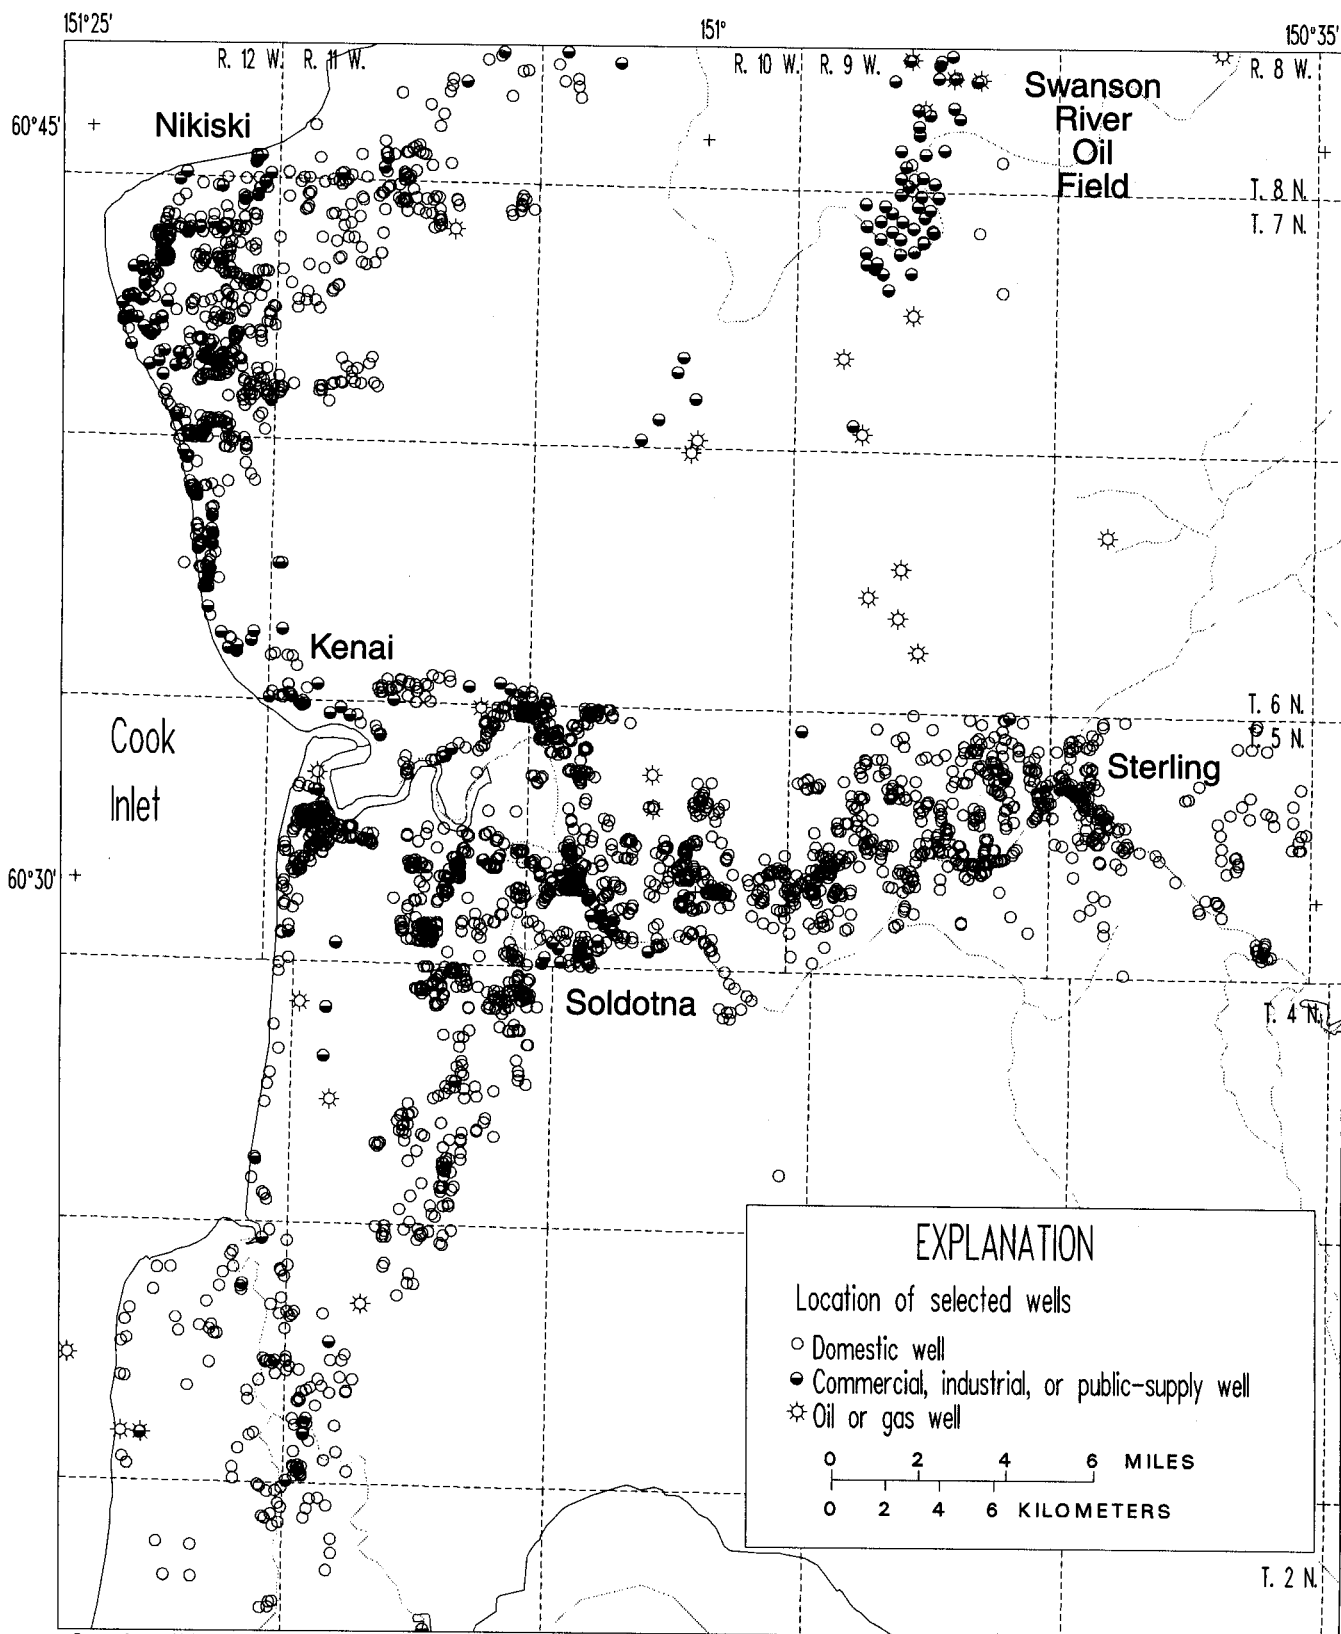 151°25'
151°
150°35'
R. 12 W.
R. 11 W.
R. 10 W.
R. 9 W.
R. 8 W.
60°45'
Nikiski
Swanson
River
Oil
Field
T. 8 N.
T. 7 N.
Kenai
T. 6 N.
T. 5 N.
Cook
Inlet
Sterling
60°30'
Soldotna
T. 4 N.
EXPLANATION
Location of selected wells
Domestic well
Commercial, industrial, or public-supply well
Oil or gas well
0 2 4 6 MILES
0 2 4 6 KILOMETERS
T. 2 N.